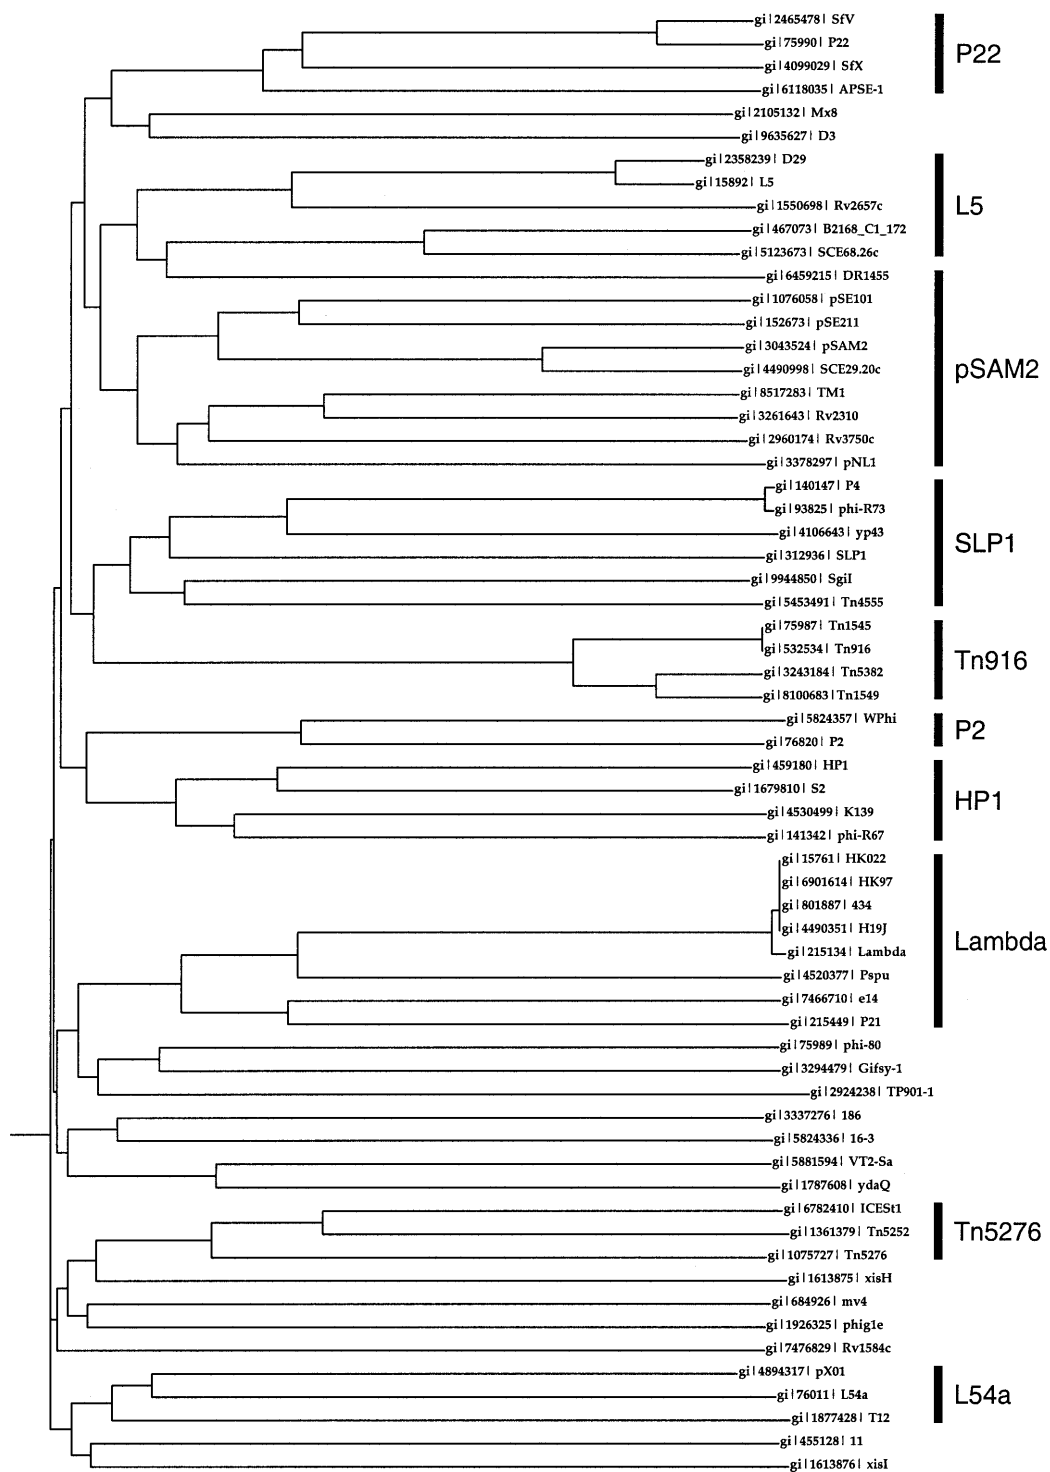 gi|2465478| SfV
gi|75990| P22
P22
gi|4099029| SfX
gi|6118035| APSE-1
gi|2105132| Mx8
gi|9635627| D3
gi|2358239| D29
gi|15892| L5
L5
gi|1550698| Rv2657c
gi|467073| B2168_C1_172
gi|5123673| SCE68.26c
gi|6459215| DR1455
gi|1076058| pSE101
gi|152673| pSE211
gi|3043524| pSAM2
pSAM2
gi|4490998| SCE29.20c
gi|8517283| TM1
gi|3261643| Rv2310
gi|2960174| Rv3750c
gi|3378297| pNL1
gi|140147| P4
gi|93825| phi-R73
gi|4106643| yp43
SLP1
gi|312936| SLP1
gi|9944850| SgiI
gi|5453491| Tn4555
gi|75987| Tn1545
gi|532534| Tn916
Tn916
gi|3243184| Tn5382
gi|8100683|Tn1549
gi|5824357| WPhi
P2
gi|76820| P2
gi|459180| HP1
gi|1679810| S2
HP1
gi|4530499| K139
gi|141342| phi-R67
gi|15761| HK022
gi|6901614| HK97
gi|801887| 434
gi|4490351| H19J
Lambda
gi|215134| Lambda
gi|4520377| Pspu
gi|7466710| e14
gi|215449| P21
gi|75989| phi-80
gi|3294479| Gifsy-1
gi|2924238| TP901-1
gi|3337276| 186
gi|5824336| 16-3
gi|5881594| VT2-Sa
gi|1787608| ydaQ
gi|6782410| ICESt1
gi|1361379| Tn5252
Tn5276
gi|1075727| Tn5276
gi|1613875| xisH
gi|684926| mv4
gi|1926325| phig1e
gi|7476829| Rv1584c
gi|4894317| pX01
gi|76011| L54a
L54a
gi|1877428| T12
gi|455128| 11
gi|1613876| xisI